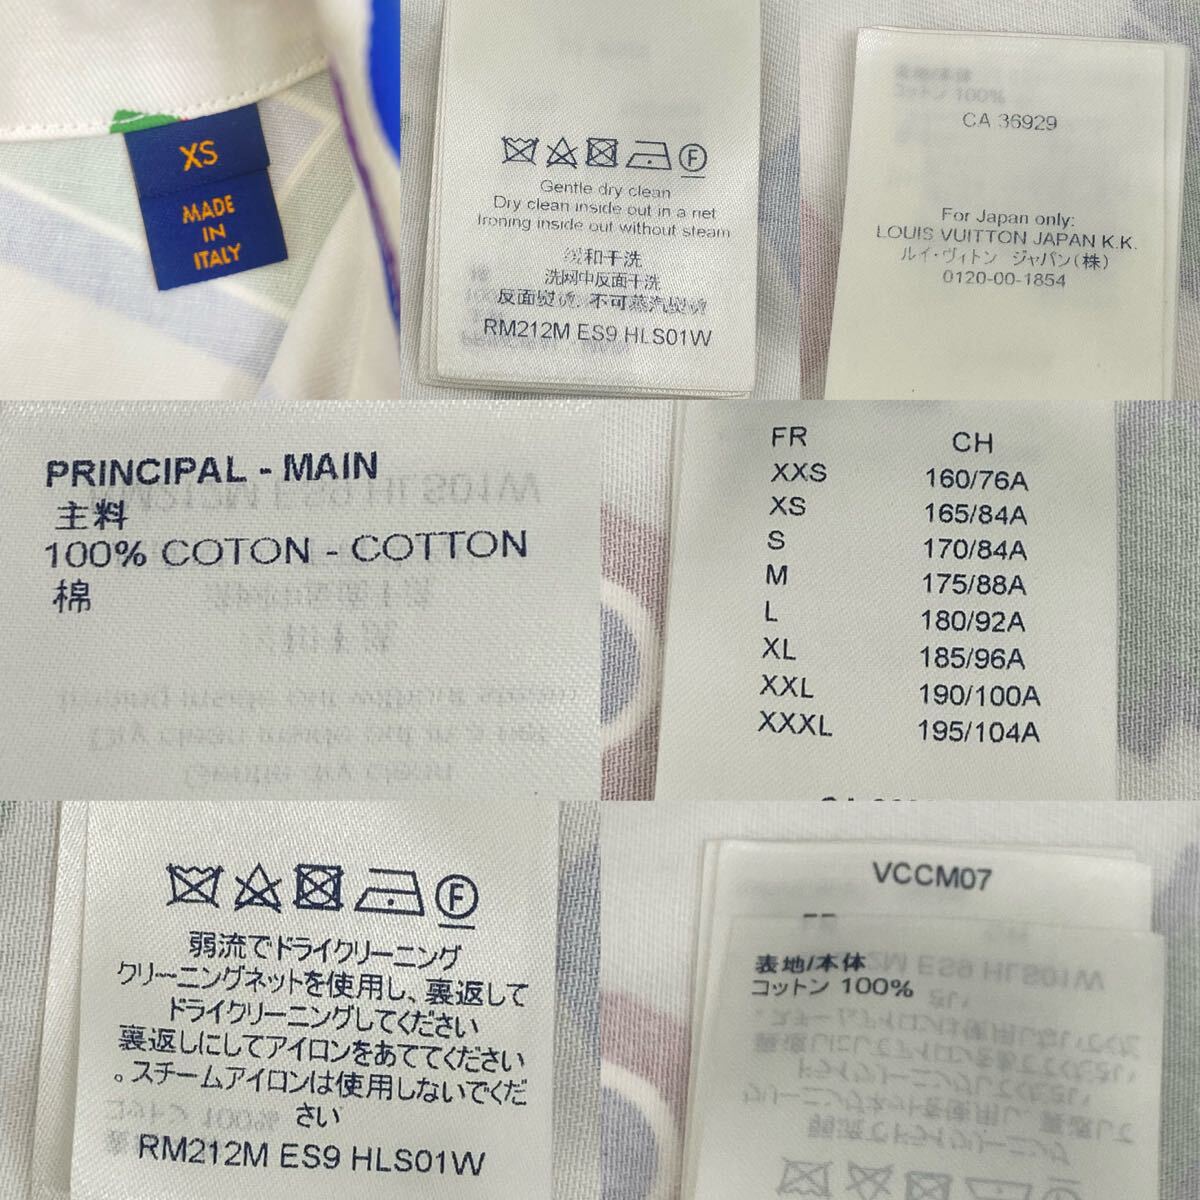 XS
MADE
IN
ITALY
F
Gentle dry clean
Dry clean inside out in a net
Ironing inside out without steam
缓和干洗
洗网中反面干洗
反面熨烫，不可蒸汽熨烫
RM212M ES9 HLS01W
CA 36929
For Japan only:
LOUIS VUITTON JAPAN K.K.
ルイ・ヴィトン ジャパン(株)
0120-00-1854
PRINCIPAL - MAIN
主料
100% COTON - COTTON
棉
FR CH
XXS 160/76A
XS 165/84A
S 170/84A
M 175/88A
L 180/92A
XL 185/96A
XXL 190/100A
XXXL 195/104A
F
弱流でドライクリーニング
クリーニングネットを使用し、裏返して
ドライクリーニングしてください
裏返しにしてアイロンをあててください
。スチームアイロンは使用しないでくだ
さい
RM212M ES9 HLS01W
VCCM07
表地/本体
コットン 100%